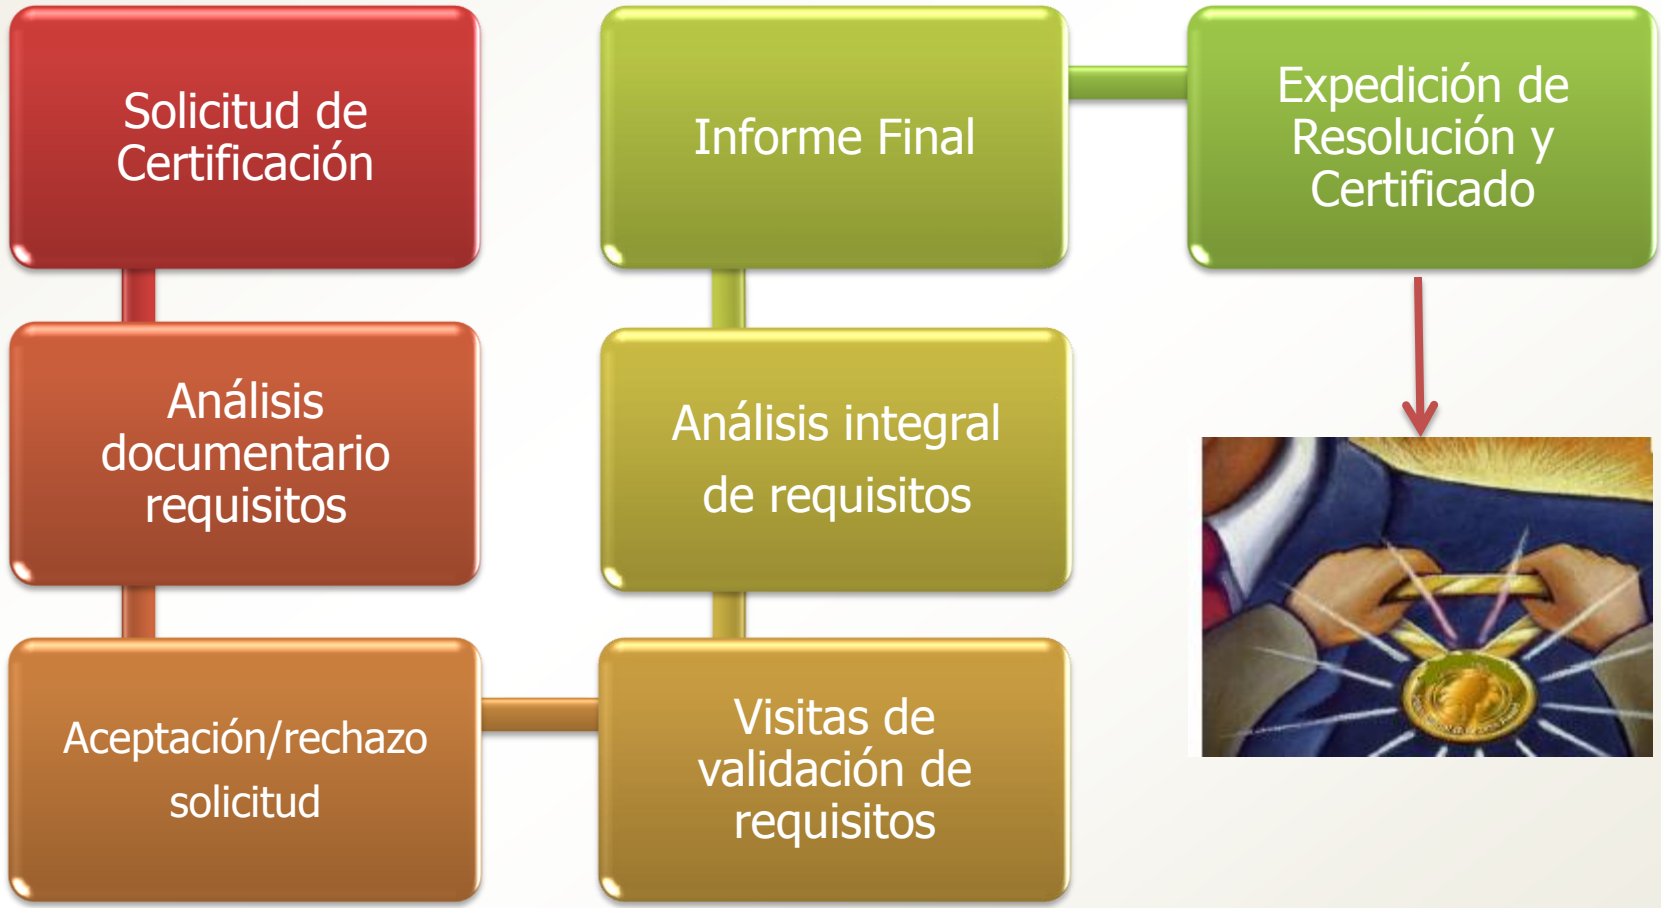 Solicitud de
Certificación
Análisis
documentario
requisitos
Aceptación/rechazo
solicitud
Visitas de
validación de
requisitos
Análisis integral
de requisitos
Informe Final
Expedición de
Resolución y
Certificado